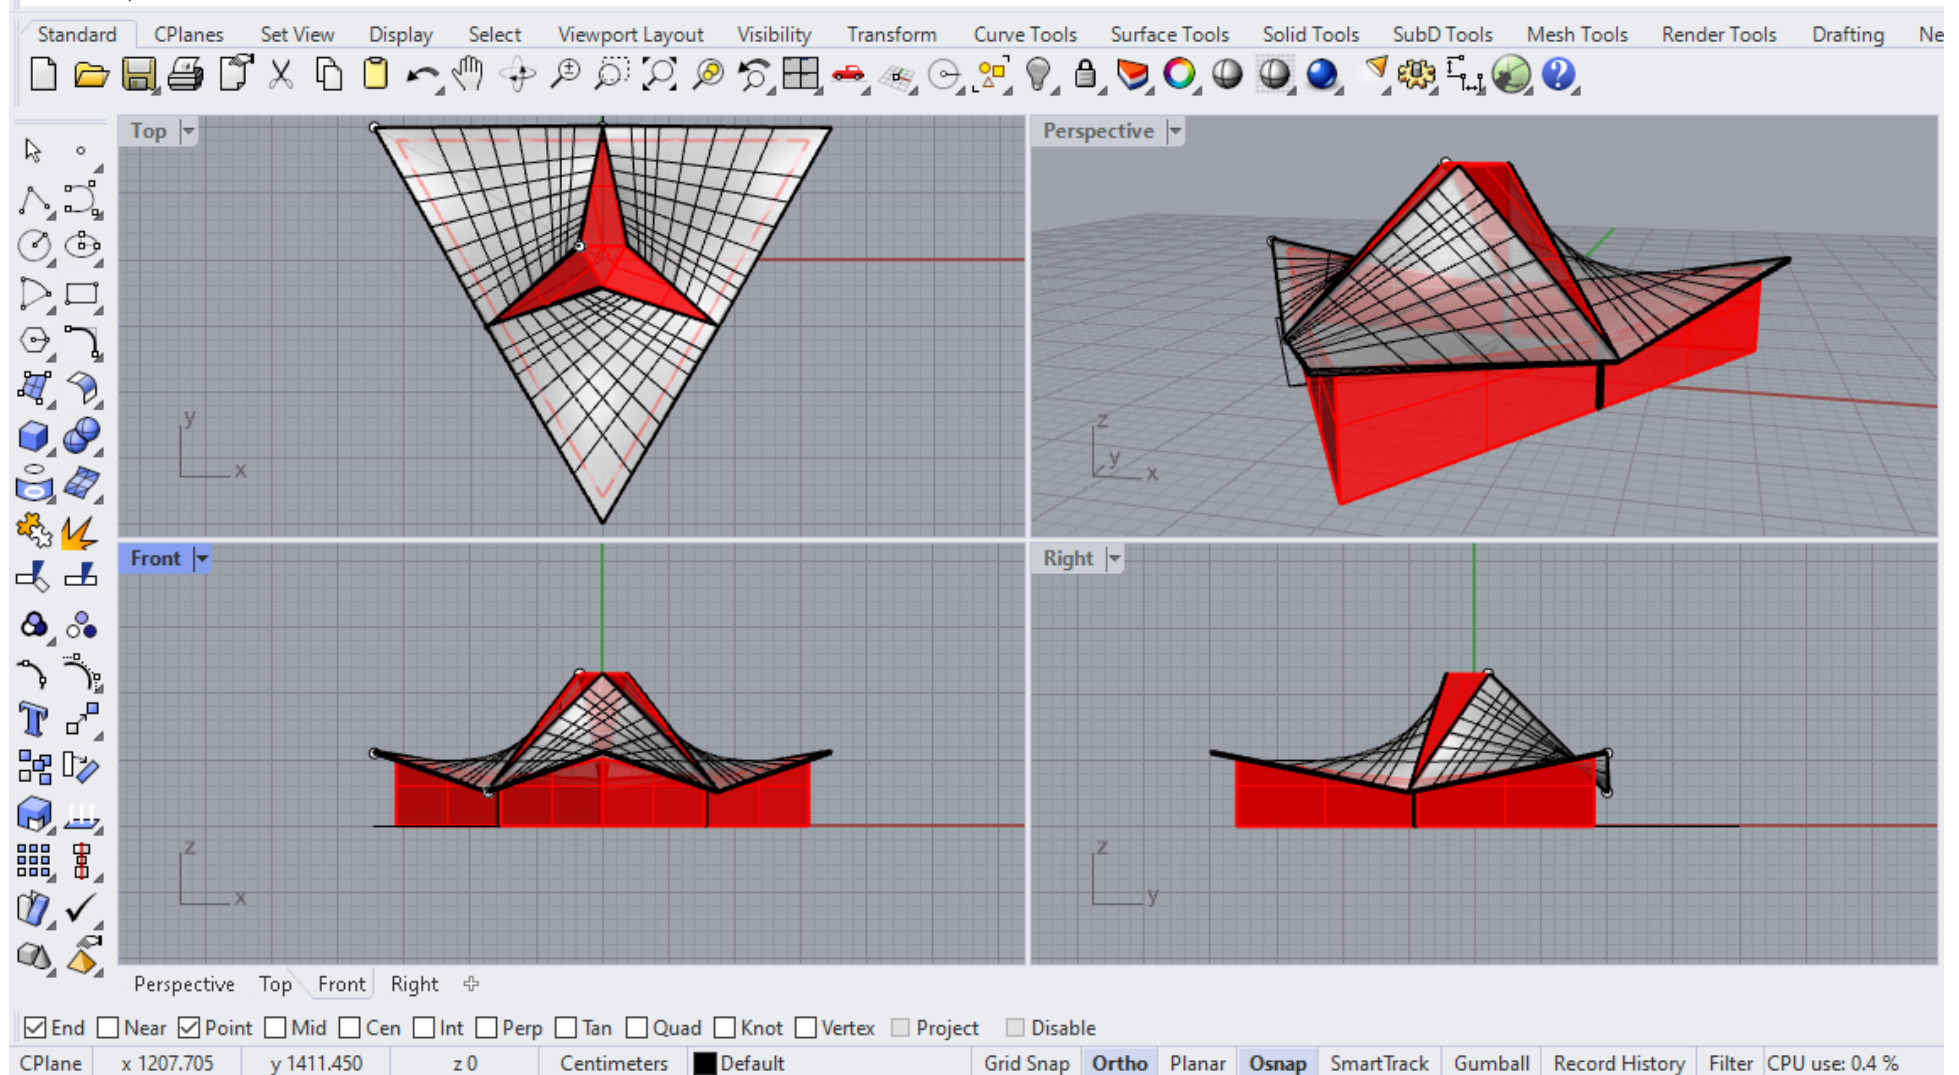 Standard CPlanes Set View Display Select Viewport Layout Visibility Transform Curve Tools Surface Tools Solid Tools SubD Tools Mesh Tools Render Tools Drafting Ne
Top
y
x
Perspective
z
y
x
Front
z
x
Right
z
y
Perspective Top Front Right
End Near Point Mid Cen Int Perp Tan Quad Knot Vertex Project Disable
CPlane x 1207.705 y 1411.450 z 0 Centimeters Default Grid Snap Ortho Planar Osnap SmartTrack Gumball Record History Filter CPU use: 0.4 %